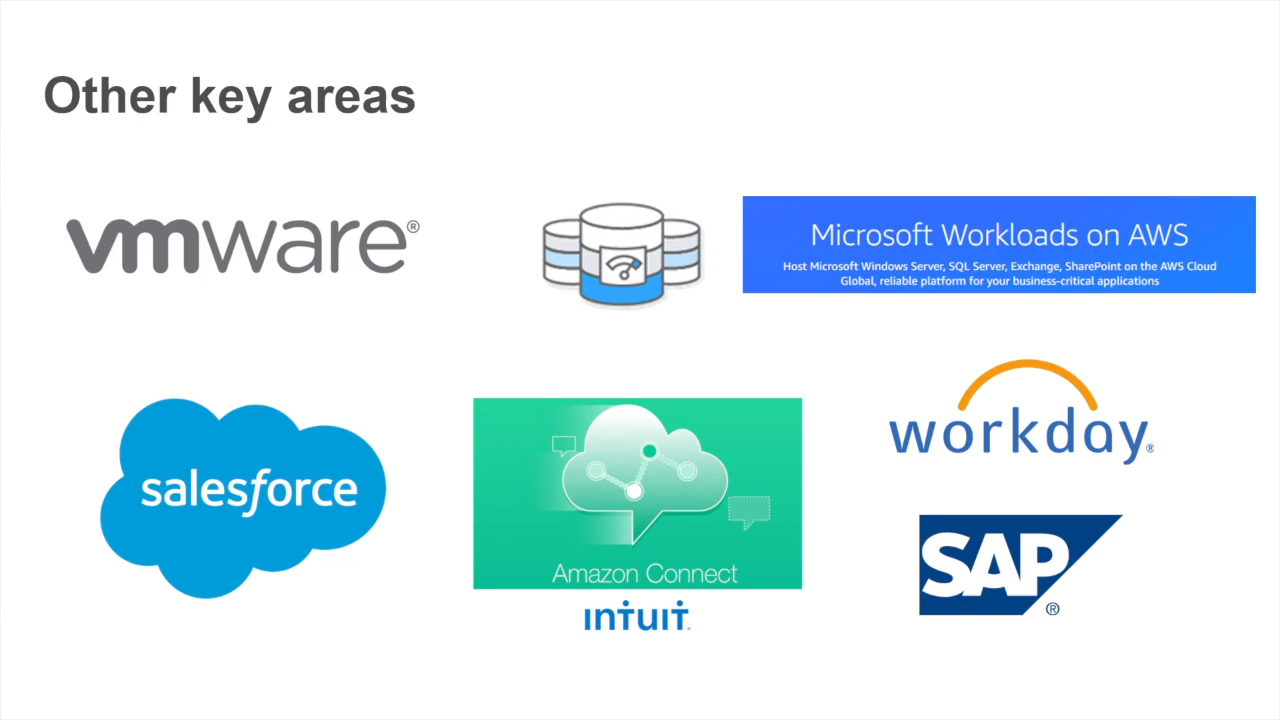 Other key areas
vmware®
Microsoft Workloads on AWS
Host Microsoft Windows Server, SQL Server, Exchange, SharePoint on the AWS Cloud
Global, reliable platform for your business-critical applications
salesforce
Amazon Connect
intuit.
workday®
SAP®